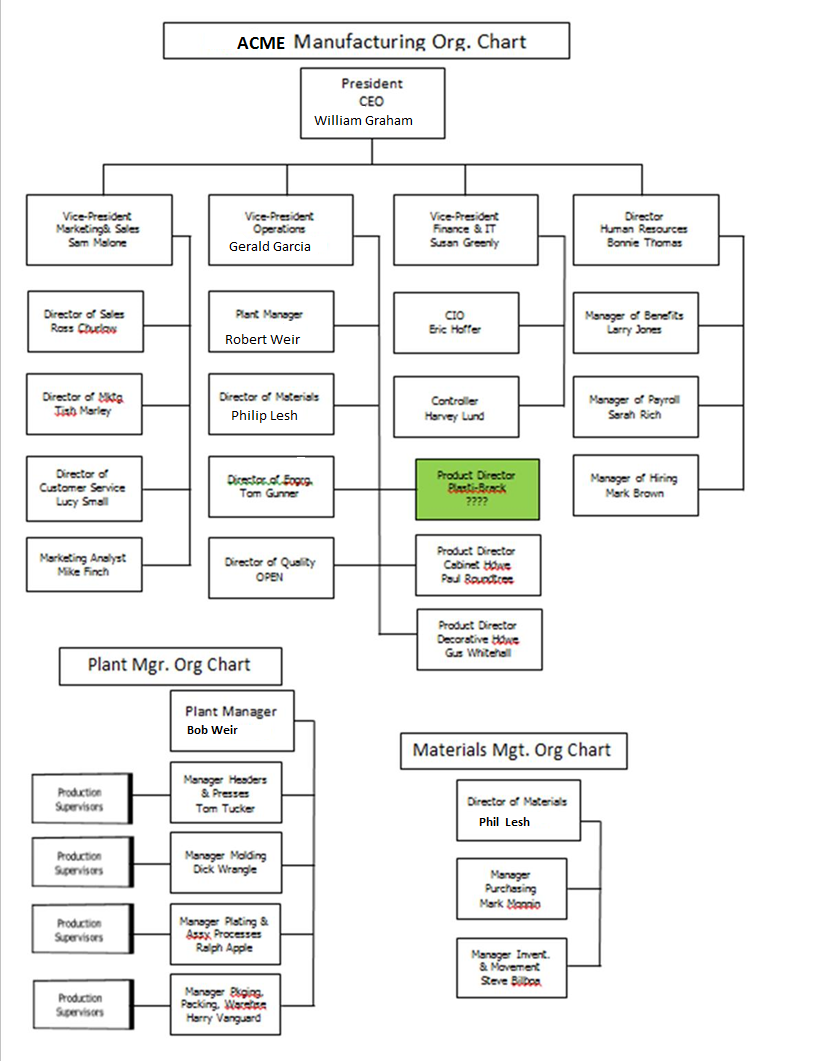 ACME Manufacturing Org. Chart
President
CEO
William Graham
Vice-President
Marketing& Sales
Sam Malone
Vice-President
Operations
Gerald Garcia
Vice-President
Finance & IT
Susan Greenly
Director
Human Resources
Bonnie Thomas
Director of Sales
Ross Churlow
Plant Manager
Robert Weir
CIO
Eric Hoffer
Manager of Benefits
Larry Jones
Director of Mktg
Tish Marley
Director of Materials
Philip Lesh
Controller
Harvey Lund
Manager of Payroll
Sarah Rich
Director of
Customer Service
Lucy Small
Director of Engrg.
Tom Gunner
Product Director
Plasti-Brack
????
Manager of Hiring
Mark Brown
Marketing Analyst
Mike Finch
Director of Quality
OPEN
Product Director
Cabinet Hdwe
Paul Roundtree
Product Director
Decorative Hdwe
Gus Whitehall
Plant Mgr. Org Chart
Plant Manager
Bob Weir
Production
Supervisors
Manager Headers
& Presses
Tom Tucker
Production
Supervisors
Manager Molding
Dick Wrangle
Production
Supervisors
Manager Plating &
Assy Processes
Ralph Apple
Production
Supervisors
Manager Pkging,
Packing, Warehse
Harry Vanguard
Materials Mgt. Org Chart
Director of Materials
Phil Lesh
Manager
Purchasing
Mark
Manager Invent.
& Movement
Steve